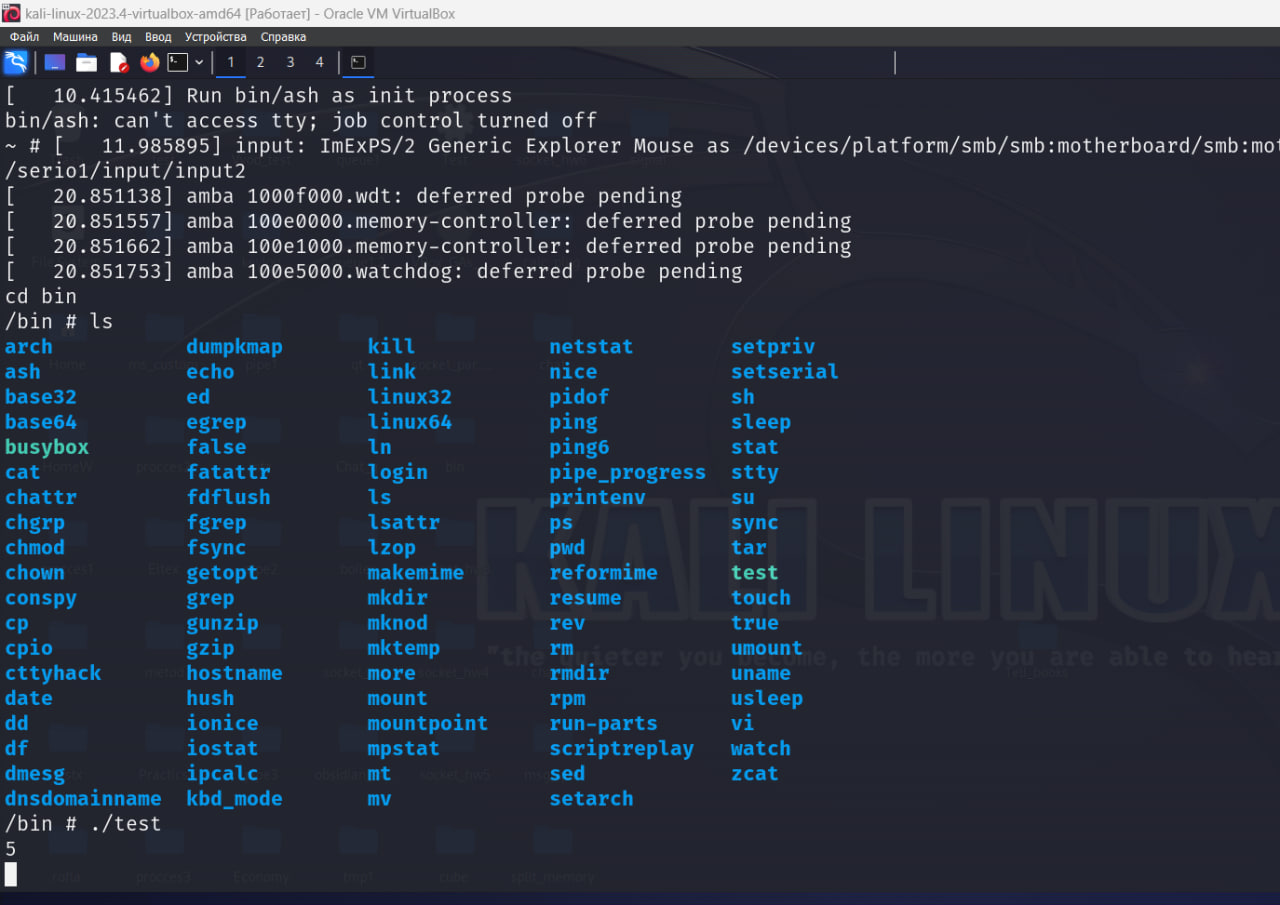 kali-linux-2023.4-virtualbox-amd64 [Работает] - Oracle VM VirtualBox
Файл Машина Вид Ввод Устройства Справка
1 2 3 4
[ 10.415462] Run bin/ash as init process
bin/ash: can't access tty; job control turned off
~ # [ 11.985895] input: ImExPS/2 Generic Explorer Mouse as /devices/platform/smb/smb:motherboard/smb:mot
/serio1/input/input2
[ 20.851138] amba 1000f000.wdt: deferred probe pending
[ 20.851557] amba 100e0000.memory-controller: deferred probe pending
[ 20.851662] amba 100e1000.memory-controller: deferred probe pending
[ 20.851753] amba 100e5000.watchdog: deferred probe pending
cd bin
/bin # ls
arch dumpkmap kill netstat setpriv
ash echo link nice setserial
base32 ed linux32 pidof sh
base64 egrep linux64 ping sleep
busybox false ln ping6 stat
cat fatattr login pipe_progress stty
chattr fdflush ls printenv su
chgrp fgrep lsattr ps sync
chmod fsync lzop pwd tar
chown getopt makemime reformime test
conspy grep mkdir resume touch
cp gunzip mknod rev true
cpio gzip mktemp rm umount
cttyhack hostname more rmdir uname
date hush mount rpm usleep
dd ionice mountpoint run-parts vi
df iostat mpstat scriptreplay watch
dmesg ipcalc mt sed zcat
dnsdomainname kbd_mode mv setarch
/bin # ./test
5
KALI LINUX
"the quieter you become, the more you are able to hear